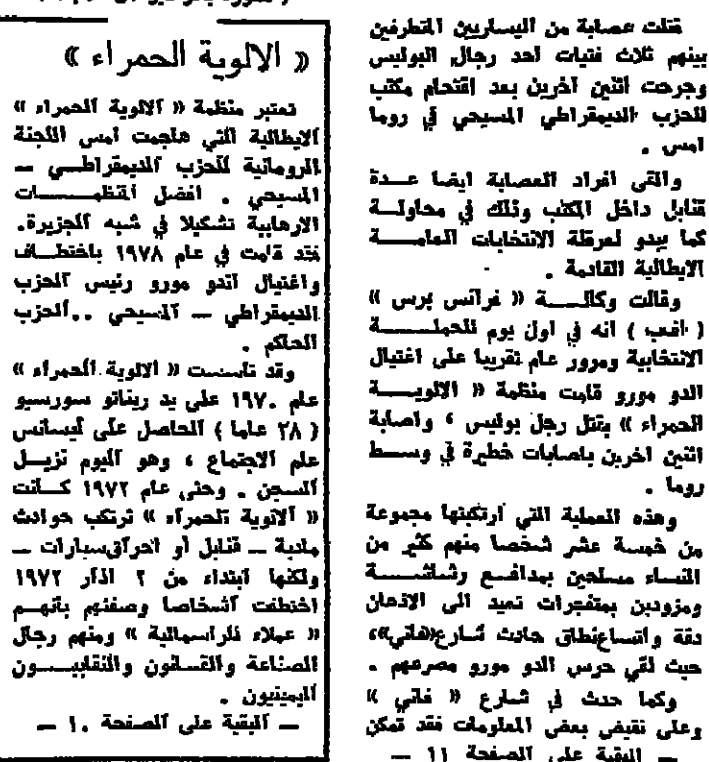 قتلت عصابة من اليساريين المتطرفين
بينهم ثلاث فتيات احد رجال البوليس
وجرحت اثنين آخرين بعد اقتحام مكتب
للحزب الديمقراطي المسيحي في روما
امس .
والقى افراد العصابة ايضا عدة
قنابل داخل المكتب وذلك في محاولة
كما يبدو لعرقلة الانتخابات العامة
الايطالية القادمة .
وقالت وكالة « فرانس برس »
( افب ) انه في اول يوم للحملة
الانتخابية ومرور عام تقريبا على اغتيال
الدو مورو قامت منظمة « الالوية
الحمراء » بقتل رجل بوليس ، واصابة
اثنين اخرين باصابات خطيرة في وسط
روما .
وهذه العملية التي ارتكبتها مجموعة
من خمسة عشر شخصا منهم كثير من
النساء مسلحين بمدافع رشاشة
ومزودين بمتفجرات تعيد الى الاذهان
دقة واتساع نطاق حادث شارع «فاني»،
حيث لقي حرس الدو مورو مصرعهم .
وكما حدث في شارع « فاني »
وعلى نقيض بعض المعلومات فقد تمكن
— البقية على الصفحة ١١ —
« الالوية الحمراء »
تعتبر منظمة « الالوية الحمراء »
الايطالية التي هاجمت امس اللجنة
الرومانية للحزب الديمقراطي —
المسيحي . افضل المنظمات
الارهابية تشكيلا في شبه الجزيرة.
فقد قامت في عام ١٩٧٨ باختطاف
واغتيال الدو مورو رئيس الحزب
الديمقراطي — المسيحي ..الحزب
الحاكم .
وقد تاسست « الالوية الحمراء »
عام ١٩٧٠ على يد ريناتو سورسيو
( ٢٨ عاما ) الحاصل على ليسانس
علم الاجتماع ، وهو اليوم نزيل
السجن . وحتى عام ١٩٧٢ كانت
« الالوية الحمراء » ترتكب حوادث
مادية — قنابل أو احراق سيارات —
ولكنها ابتداء من ٢ اذار ١٩٧٢
اختطفت اشخاصا وصفتهم بانهم
« عملاء للراسمالية » ومنهم رجال
الصناعة والقضاة والنقابيون
اليمينيون .
— البقية على الصفحة ١٠ —